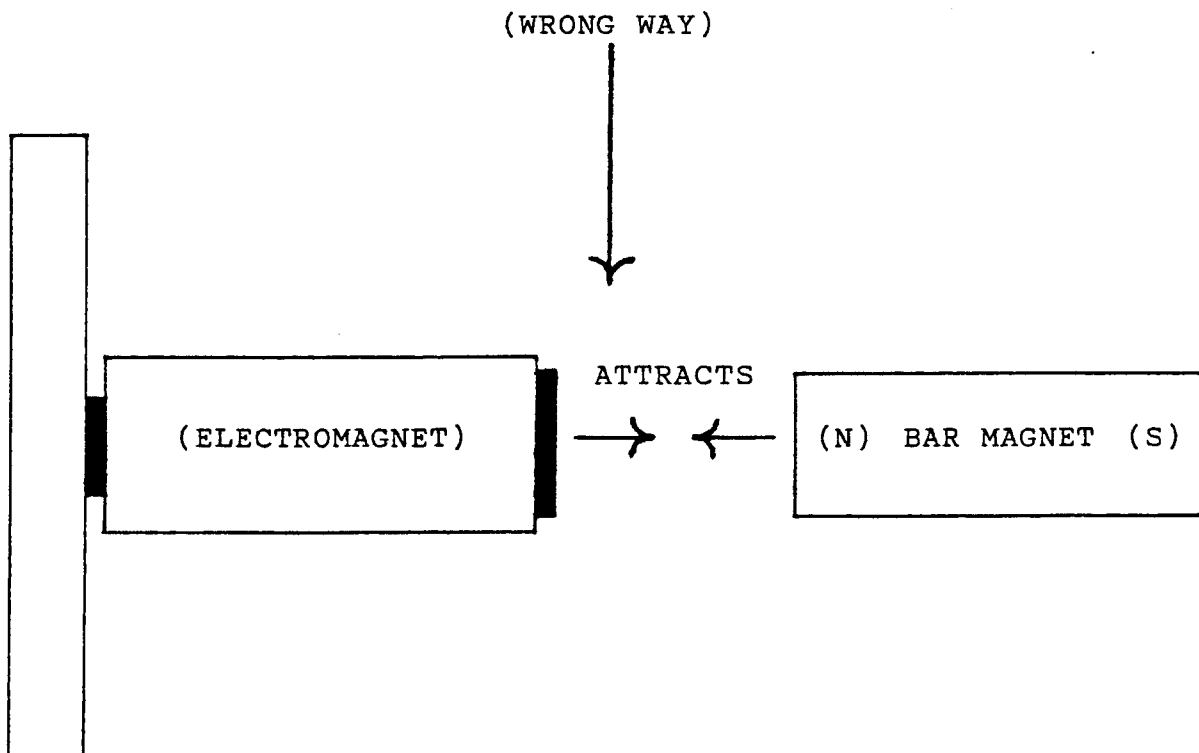 (WRONG WAY)
ATTRACTS
(ELECTROMAGNET)
(N) BAR MAGNET (S)